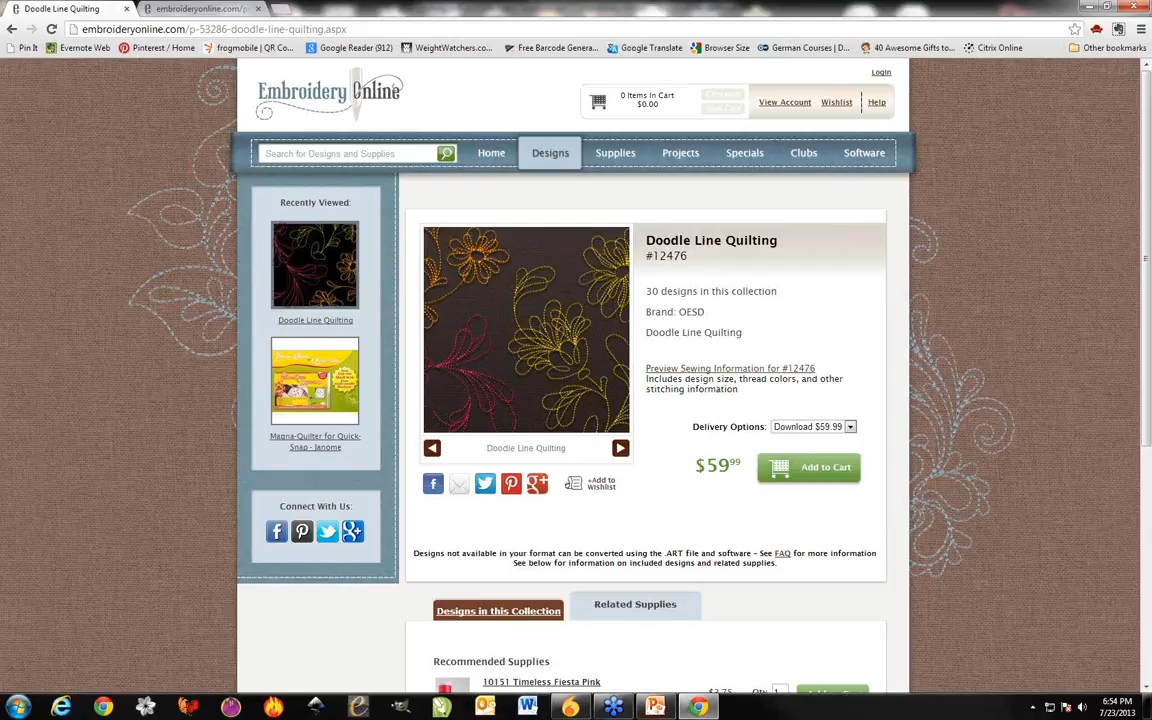 Doodle Line Quilting
embroideryonline.com/p
embroideryonline.com/p-53286-doodle-line-quilting.aspx
Pin It
Evernote Web
Pinterest / Home
frogmobile | QR Co...
Google Reader (912)
WeightWatchers.co...
Free Barcode Genera...
Google Translate
Browser Size
German Courses | D...
40 Awesome Gifts to...
Citrix Online
Other bookmarks
Login
Embroidery Online
0 Items In Cart
$0.00
View Account
Wishlist
Help
Search for Designs and Supplies
Home
Designs
Supplies
Projects
Specials
Clubs
Software
Recently Viewed:
Doodle Line Quilting
Magna-Quilter for Quick-
Snap - Janome
Connect With Us:
Doodle Line Quilting
#12476
30 designs in this collection
Brand: OESD
Doodle Line Quilting
Preview Sewing Information for #12476
Includes design size, thread colors, and other
stitching information
Delivery Options:
Download $59.99
$59.99
Add to Cart
Doodle Line Quilting
+Add to
Wishlist
Designs not available in your format can be converted using the .ART file and software - See FAQ for more information
See below for information on included designs and related supplies.
Designs in this Collection
Related Supplies
Recommended Supplies
10151 Timeless Fiesta Pink
$3.75
Qty
1
6:54 PM
7/23/2013